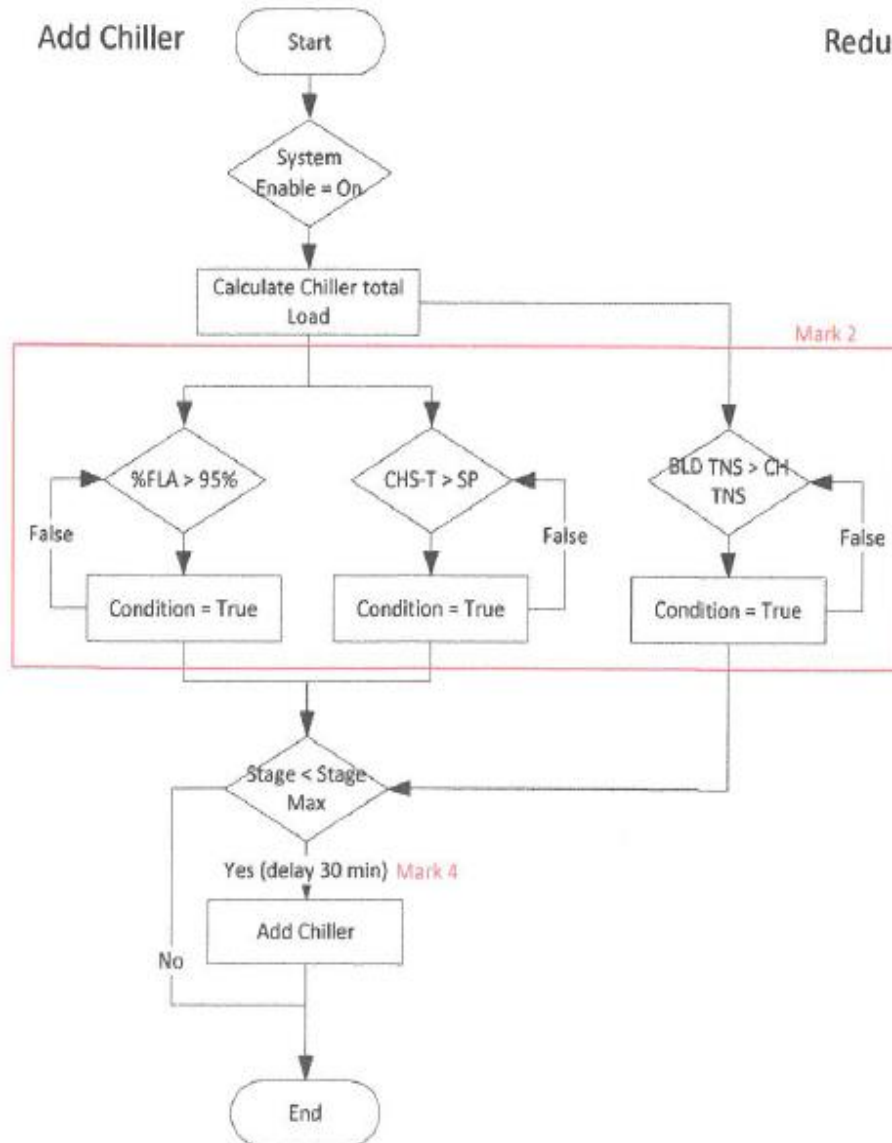 Add Chiller
Start
Redu
System
Enable = On
Calculate Chiller total
Load
Mark 2
%FLA > 95%
CHS-T > SP
BLD TNS > CH
TNS
False
False
False
Condition = True
Condition = True
Condition = True
Stage < Stage
Max
Yes (delay 30 min) Mark 4
Add Chiller
No
End